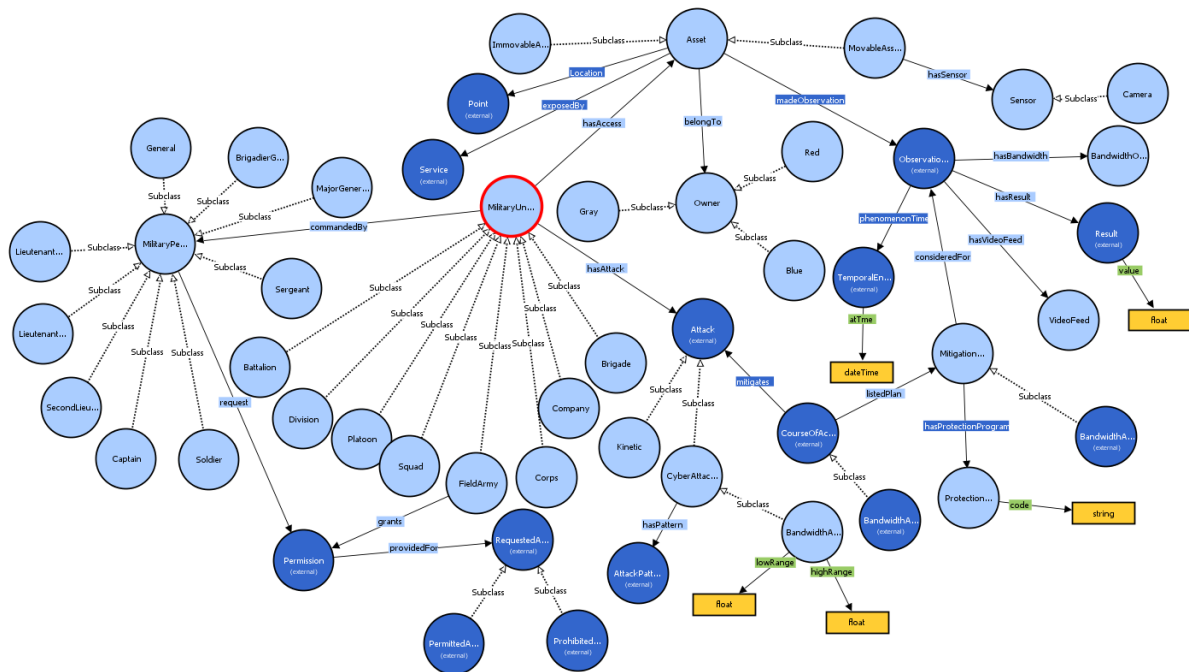 Asset
ImmovableA...
Subclass
Subclass
MovableAss...
Location
hasSensor
Point
(external)
exposedBy
madeObservation
Sensor
Subclass
Camera
hasAccess
belongTo
General
BrigadierG...
Service
(external)
Red
Observatio...
(external)
hasBandwidth
BandwidthO...
MajorGener...
Subclass
Subclass
Subclass
Subclass
hasResult
MilitaryUn...
Gray
Subclass
Owner
phenomenonTime
commandedBy
Subclass
hasVideoFeed
Result
(external)
Lieutenant...
Subclass
MilitaryPe...
consideredFor
hasAttack
Blue
value
Subclass
Sergeant
TemporalEn...
(external)
Subclass
Subclass
Subclass
atTme
VideoFeed
float
Lieutenant...
Subclass
Subclass
Attack
(external)
Subclass
Subclass
Subclass
Subclass
Mitigation...
Subclass
Subclass
Brigade
dateTime
Battalion
Subclass
mitigates
SecondLieu...
request
listedPlan
Subclass
Company
Subclass
Subclass
Division
Platoon
hasProtectionProgram
CourseOfAc...
(external)
BandwidthA...
(external)
Kinetic
Captain
Soldier
Squad
FieldArmy
Corps
CyberAttac...
Subclass
Protection...
code
string
Subclass
grants
hasPattern
BandwidthA...
BandwidthA...
(external)
RequestedA...
(external)
providedFor
Permission
(external)
lowRange
highRange
AttackPatt...
(external)
Subclass
Subclass
float
float
PermittedA...
(external)
Prohibited...
(external)